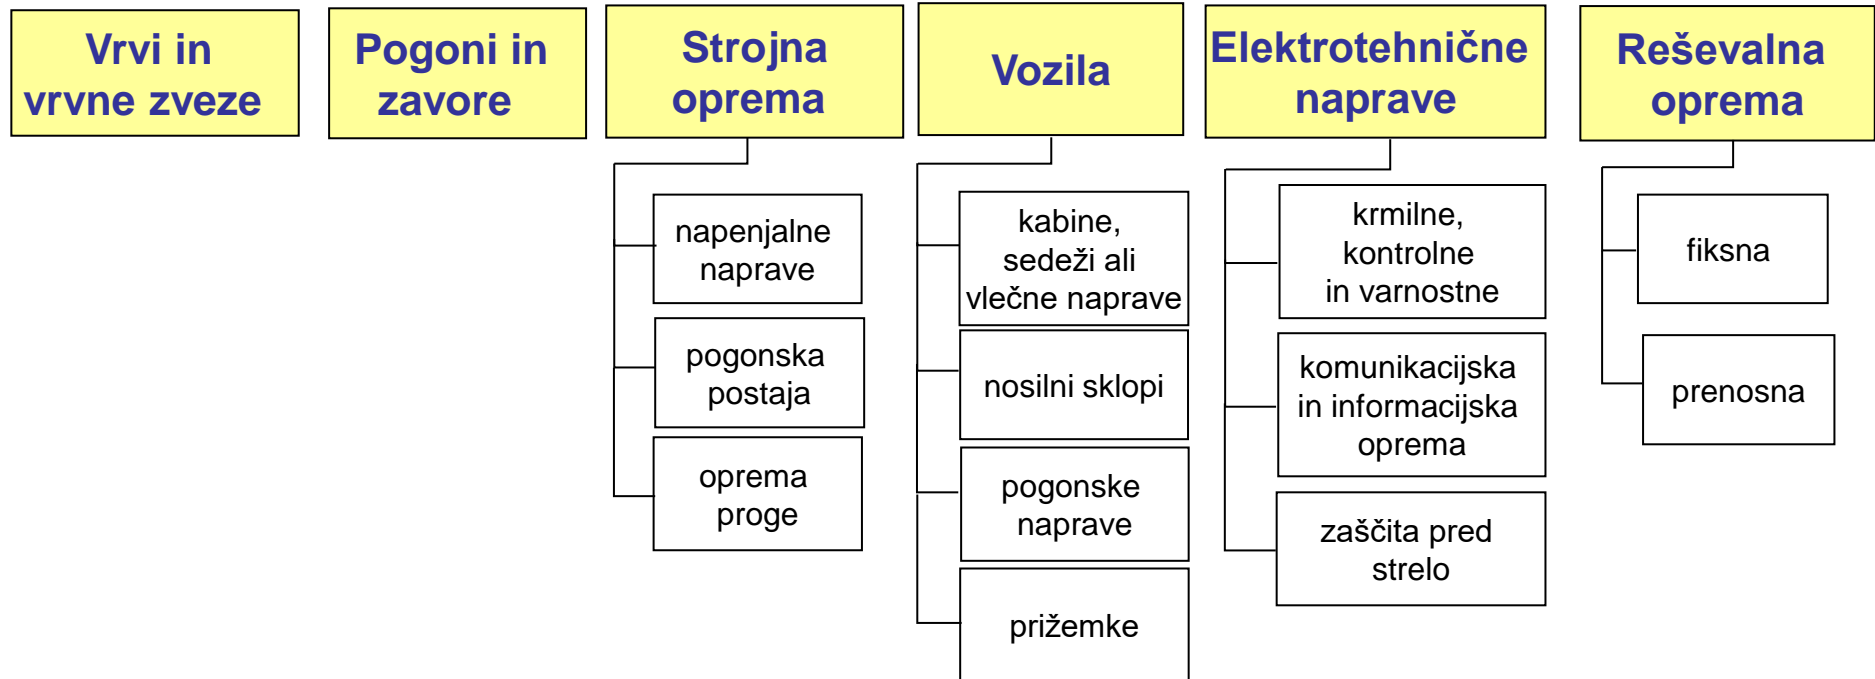 Vrvi in
vrvne zveze
Pogoni in
zavore
Strojna
oprema
napenjalne
naprave
pogonska
postaja
oprema
proge
Vozila
kabine,
sedeži ali
vlečne naprave
nosilni sklopi
pogonske
naprave
prižemke
Elektrotehnične
naprave
krmilne,
kontrolne
in varnostne
komunikacijska
in informacijska
oprema
zaščita pred
strelo
Reševalna
oprema
fiksna
prenosna